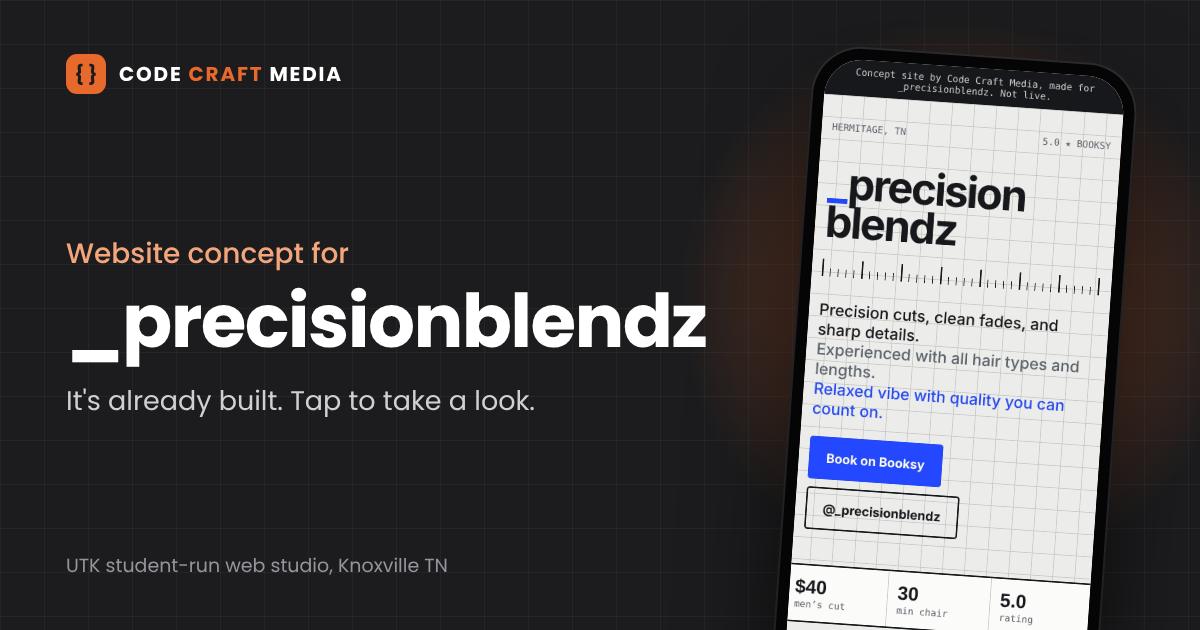 { } CODE CRAFT MEDIA
Website concept for
_precisionblendz
It's already built. Tap to take a look.
UTK student-run web studio, Knoxville TN
Concept site by Code Craft Media, made for
_precisionblendz. Not live.
HERMITAGE, TN
5.0 ★ BOOKSY
_precision
blendz
Precision cuts, clean fades, and
sharp details.
Experienced with all hair types and
lengths.
Relaxed vibe with quality you can
count on.
Book on Booksy
@_precisionblendz
$40
men's cut
30
min chair
5.0
rating